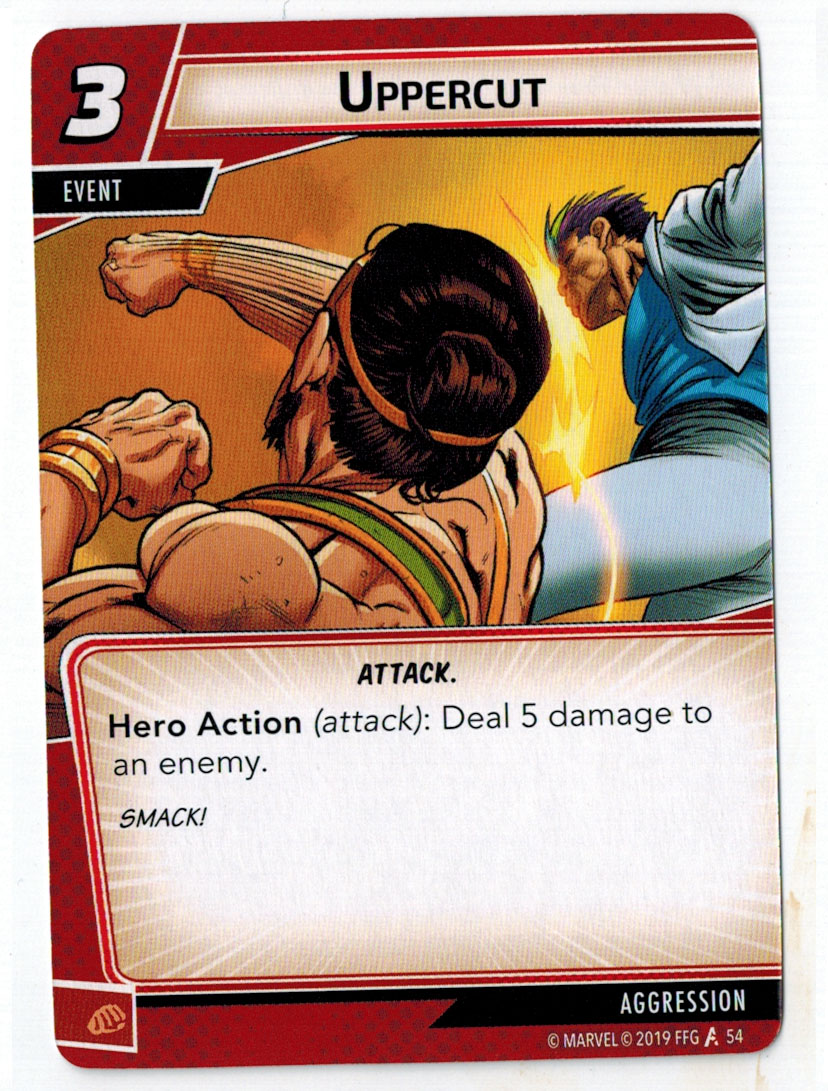 3
UPPERCUT
EVENT
ATTACK.
Hero Action (attack): Deal 5 damage to
an enemy.
SMACK!
AGGRESSION
© MARVEL © 2019 FFG 54